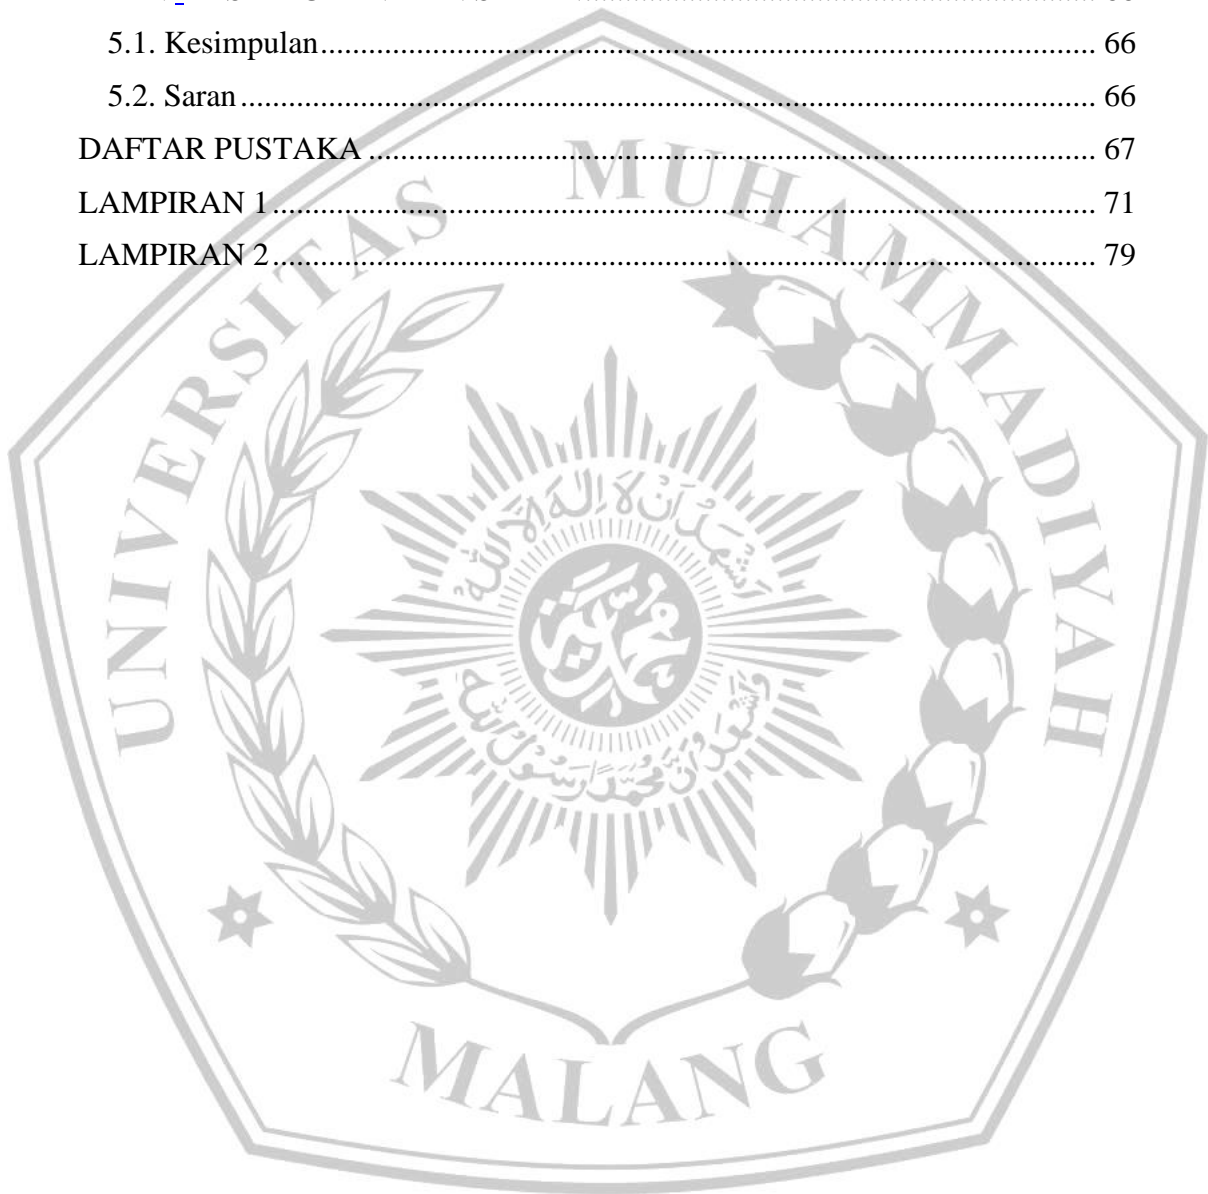 5.1. Kesimpulan........................................................................................... 66
5.2. Saran ........................................................................................... 66
DAFTAR PUSTAKA ........................................................................................... 67
LAMPIRAN 1 ........................................................................................... 71
LAMPIRAN 2 ........................................................................................... 79
UNIVERSITAS MUHAMMADIYAH
MALANG